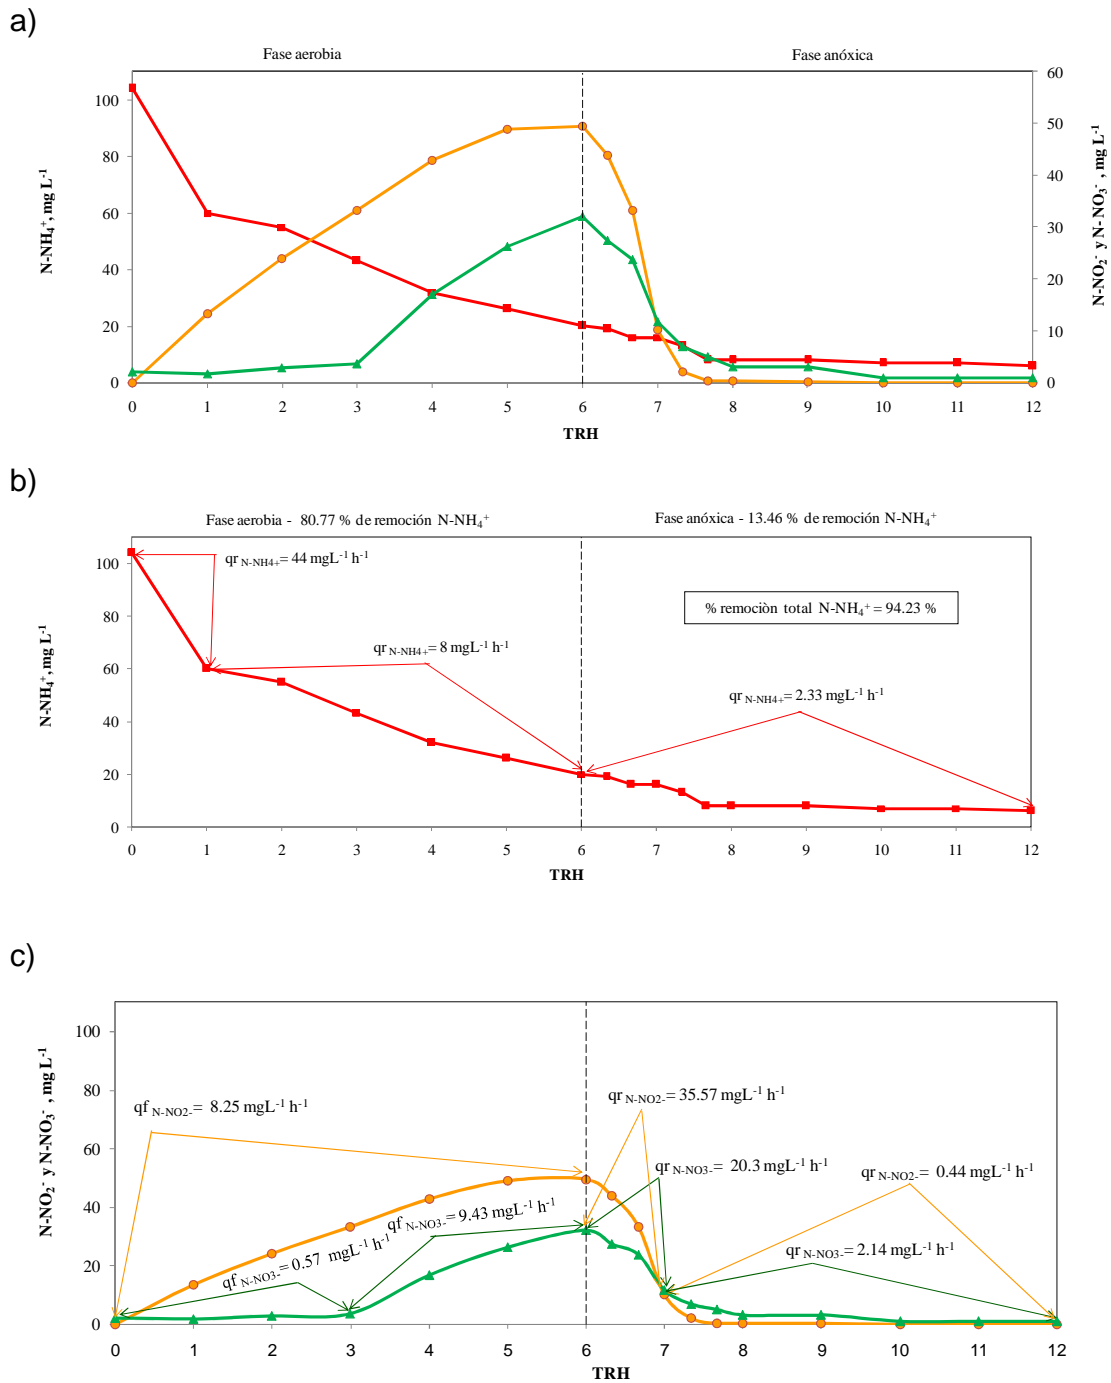 a)
Fase aerobia
Fase anóxica
N-NH₄⁺, mg L⁻¹
100
80
60
40
20
0
60
50
40
30
20
10
0
N-NO₂⁻ y N-NO₃⁻, mg L⁻¹
0 1 2 3 4 5 6 7 8 9 10 11 12
TRH
b)
Fase aerobia - 80.77 % de remoción N-NH₄⁺
Fase anóxica - 13.46 % de remoción N-NH₄⁺
N-NH₄⁺, mg L⁻¹
100
80
60
40
20
0
qr N-NH4+= 44 mgL⁻¹ h⁻¹
% remociòn total N-NH₄⁺ = 94.23 %
qr N-NH4+= 8 mgL⁻¹ h⁻¹
qr N-NH4+= 2.33 mgL⁻¹ h⁻¹
0 1 2 3 4 5 6 7 8 9 10 11 12
TRH
c)
N-NO₂⁻ y N-NO₃⁻, mg L⁻¹
100
80
60
40
20
0
qf N-NO2-= 8.25 mgL⁻¹ h⁻¹
qr N-NO2-= 35.57 mgL⁻¹ h⁻¹
qr N-NO3-= 20.3 mgL⁻¹ h⁻¹
qr N-NO2-= 0.44 mgL⁻¹ h⁻¹
qf N-NO3-= 9.43 mgL⁻¹ h⁻¹
qf N-NO3-= 0.57 mgL⁻¹ h⁻¹
qr N-NO3-= 2.14 mgL⁻¹ h⁻¹
0 1 2 3 4 5 6 7 8 9 10 11 12
TRH